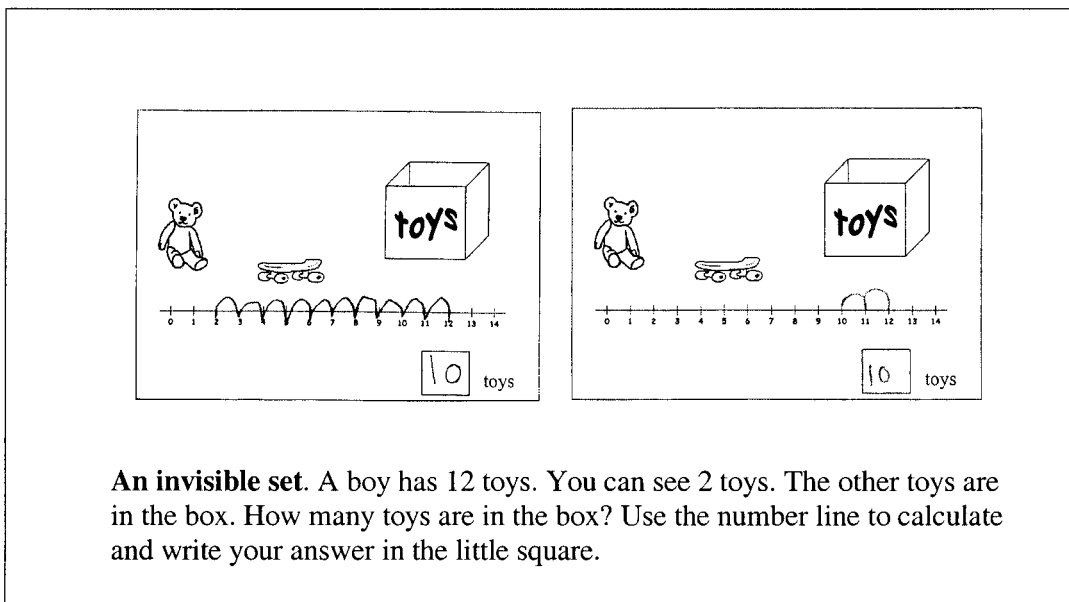 toys
toys
0 1 2 3 4 5 6 7 8 9 10 11 12 13 14
0 1 2 3 4 5 6 7 8 9 10 11 12 13 14
10 toys
10 toys
An invisible set. A boy has 12 toys. You can see 2 toys. The other toys are
in the box. How many toys are in the box? Use the number line to calculate
and write your answer in the little square.